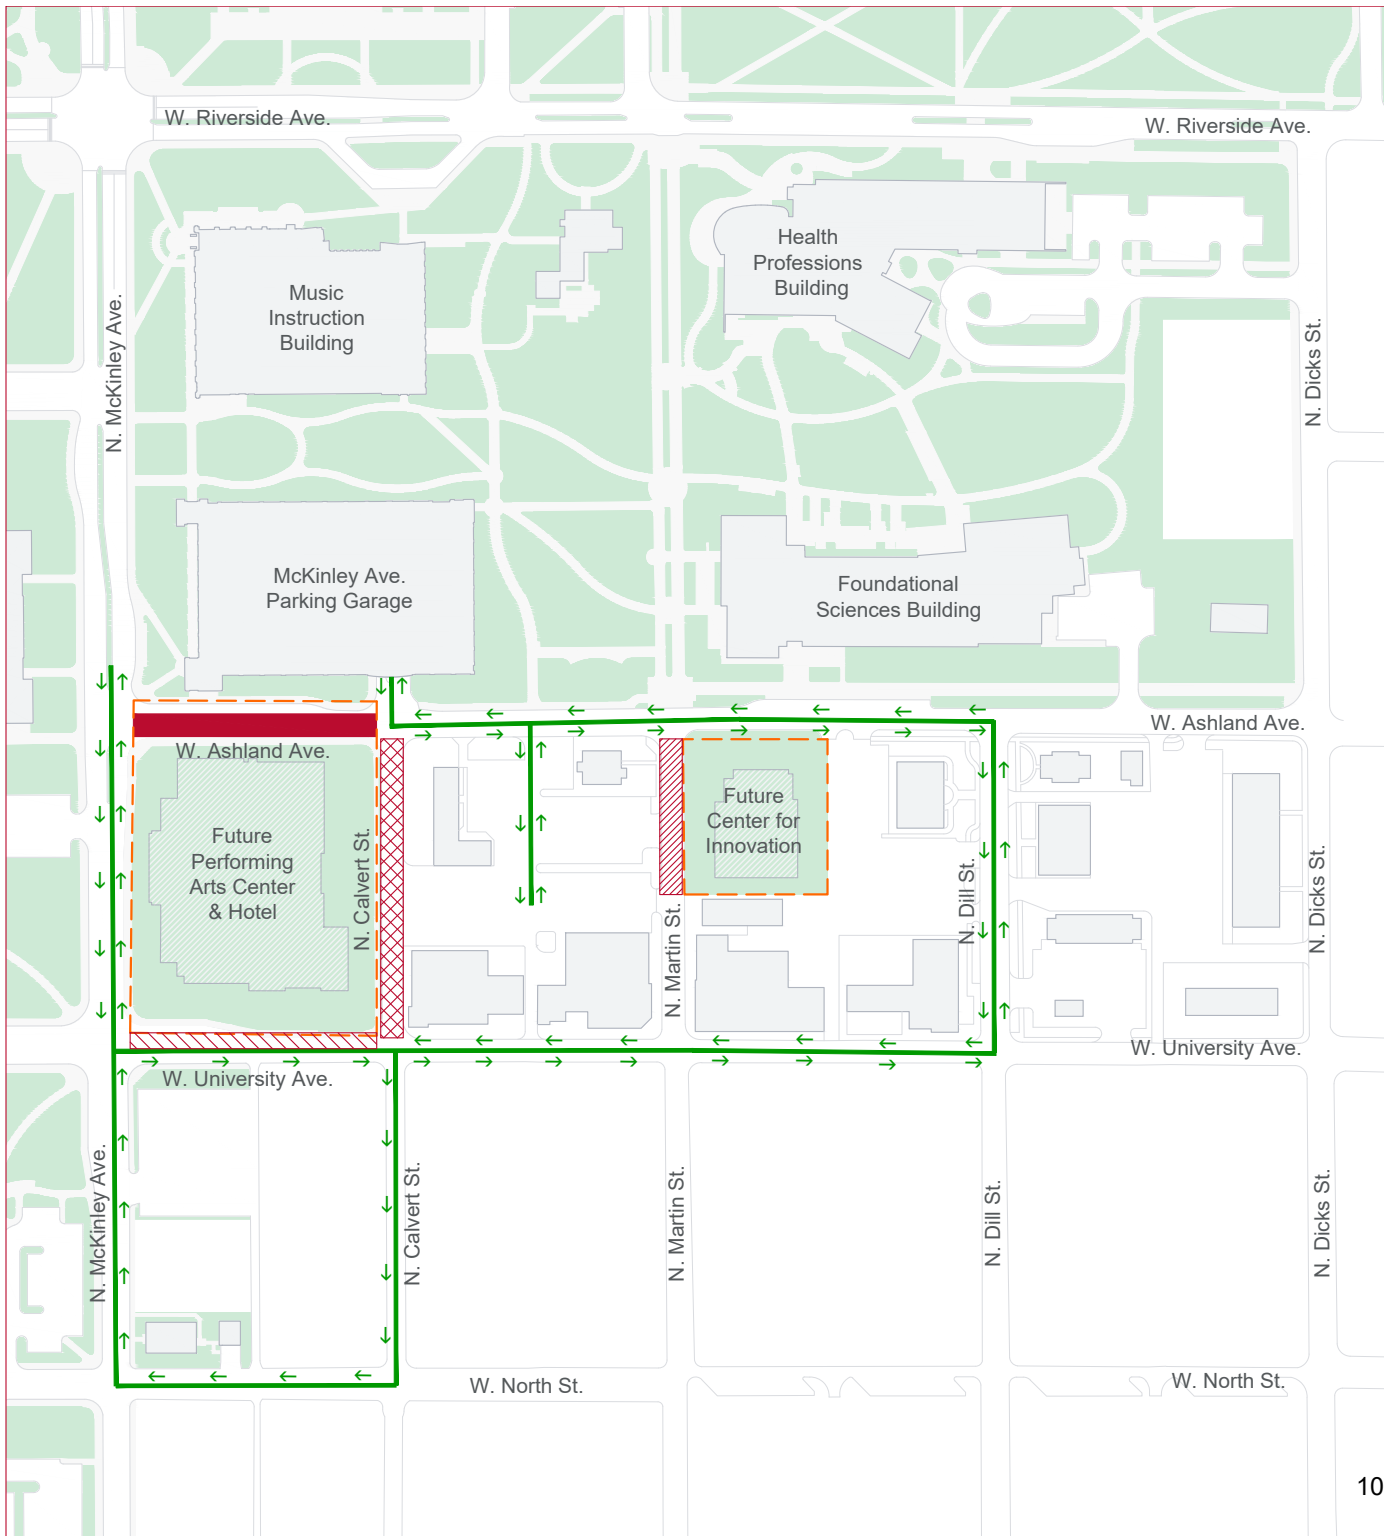 W. Riverside Ave.
W. Riverside Ave.
Health
Professions
Building
Music
Instruction
Building
N. McKinley Ave.
N. Dicks St.
McKinley Ave.
Parking Garage
Foundational
Sciences Building
W. Ashland Ave.
W. Ashland Ave.
Future
Center for
Innovation
Future
Performing
Arts Center
& Hotel
N. Calvert St.
N. Martin St.
N. Dill St.
N. Dicks St.
W. University Ave.
W. University Ave.
N. McKinley Ave.
N. Calvert St.
N. Martin St.
N. Dill St.
N. Dicks St.
W. North St.
W. North St.
10